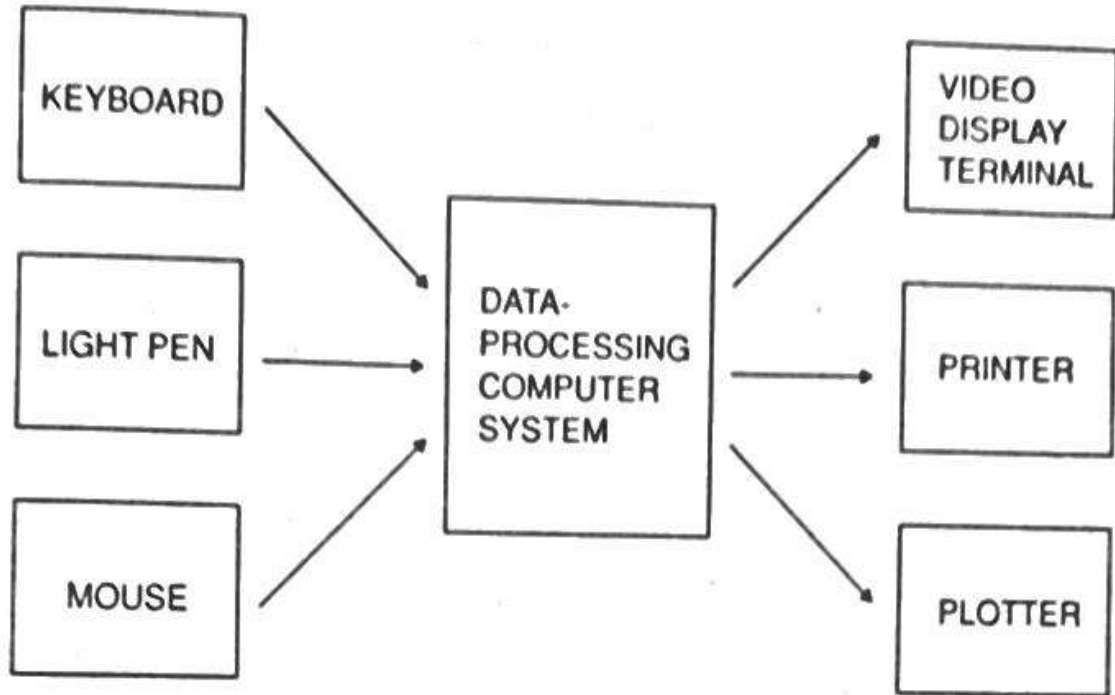 KEYBOARD
LIGHT PEN
MOUSE
DATA-
PROCESSING
COMPUTER
SYSTEM
VIDEO
DISPLAY
TERMINAL
PRINTER
PLOTTER